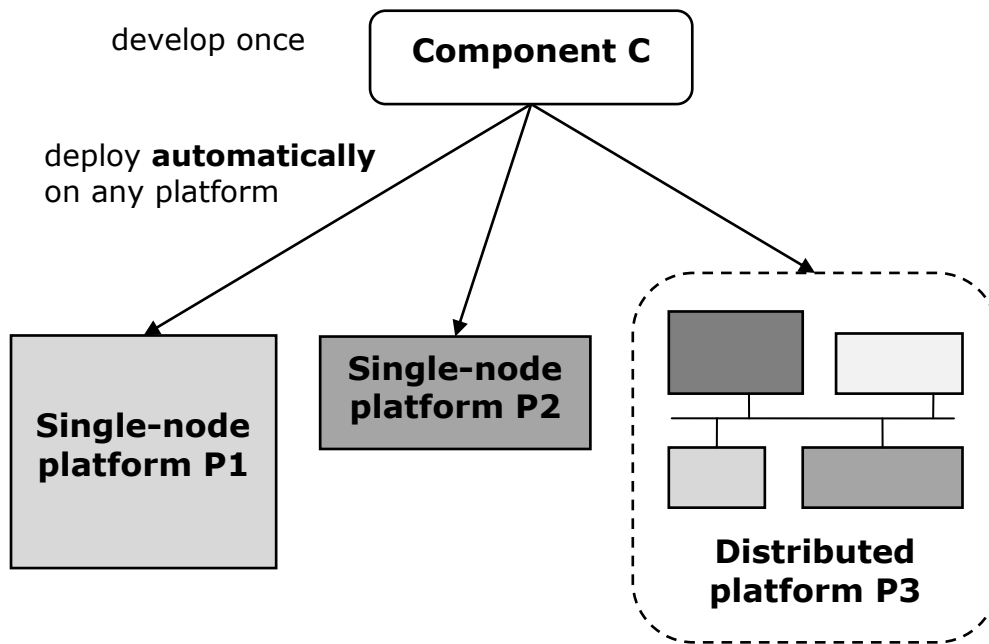 develop once
Component C
deploy automatically
on any platform
Single-node
platform P1
Single-node
platform P2
Distributed
platform P3